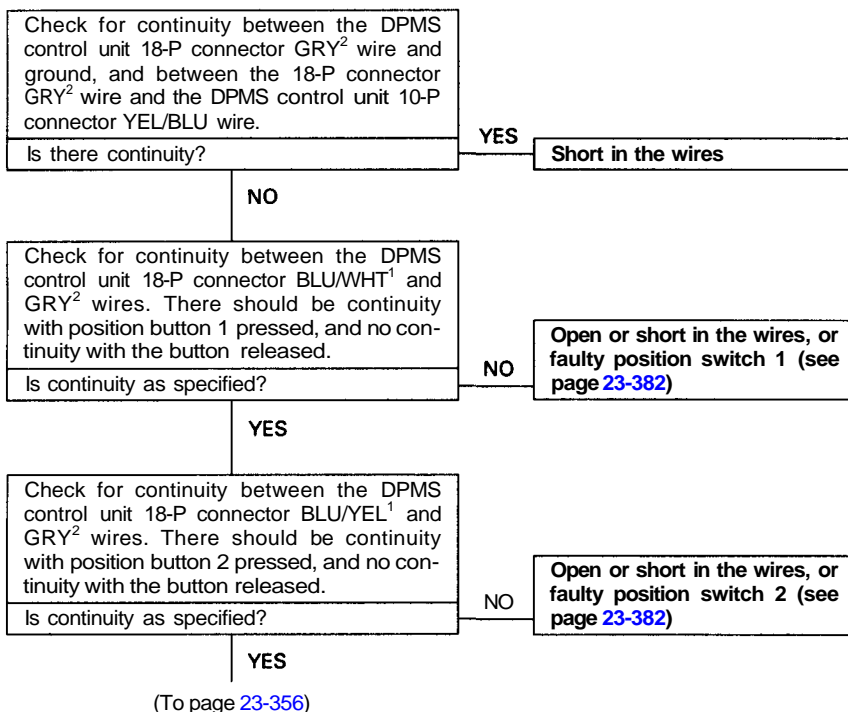 Check for continuity between the DPMS
control unit 18-P connector GRY² wire and
ground, and between the 18-P connector
GRY² wire and the DPMS control unit 10-P
connector YEL/BLU wire.
Is there continuity?
YES
Short in the wires
NO
Check for continuity between the DPMS
control unit 18-P connector BLU/WHT¹ and
GRY² wires. There should be continuity
with position button 1 pressed, and no con-
tinuity with the button released.
Is continuity as specified?
NO
Open or short in the wires, or
faulty position switch 1 (see
page 23-382)
YES
Check for continuity between the DPMS
control unit 18-P connector BLU/YEL¹ and
GRY² wires. There should be continuity
with position button 2 pressed, and no con-
tinuity with the button released.
Is continuity as specified?
NO
Open or short in the wires, or
faulty position switch 2 (see
page 23-382)
YES
(To page 23-356)